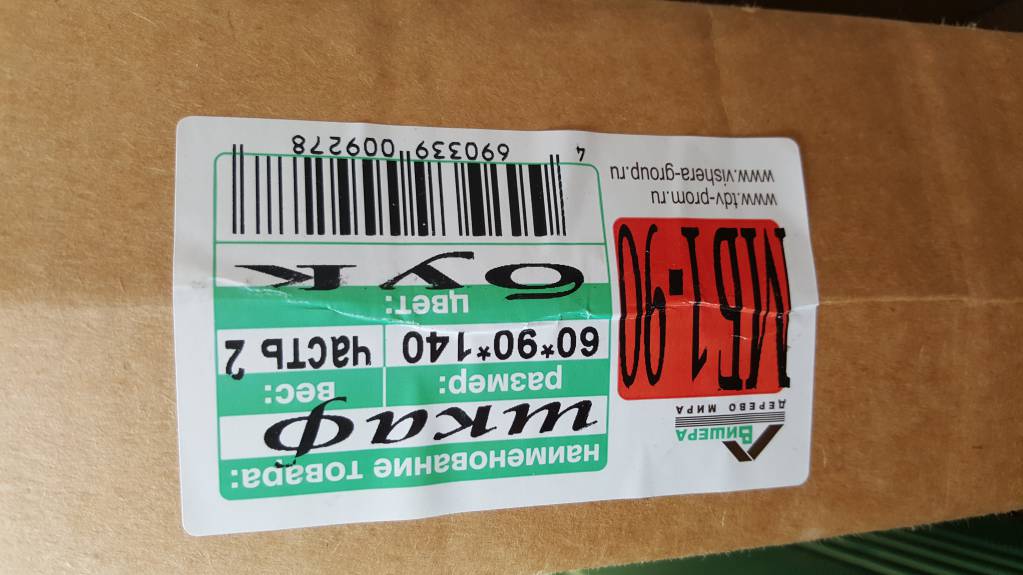 ВИШЕРА
ДЕРЕВО МИРА
МБ1-90
www.tdv-prom.ru
www.vishera-group.ru
наименование товара:
шкаф
размер: вес:
60*90*140 часть 2
цвет:
бук
4 690339 009278